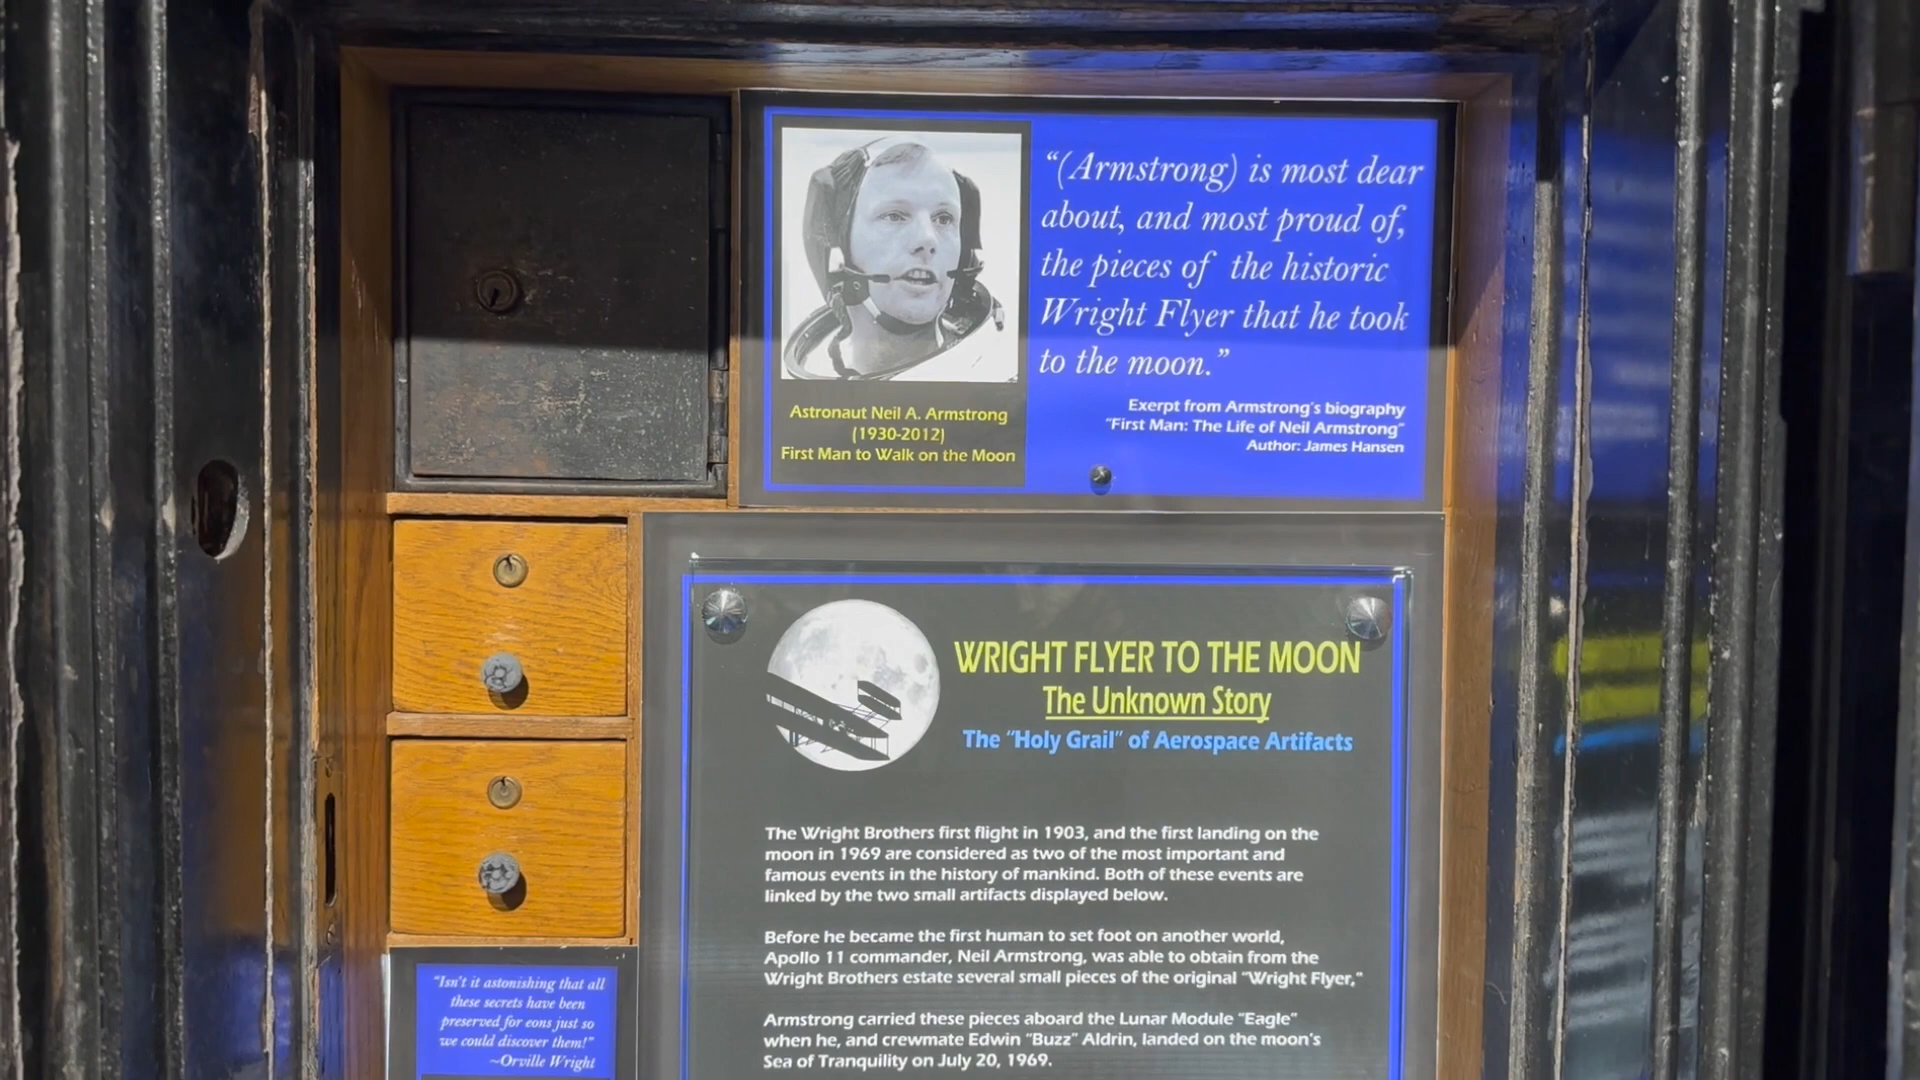 “(Armstrong) is most dear
about, and most proud of,
the pieces of the historic
Wright Flyer that he took
to the moon.”
Exerpt from Armstrong's biography
“First Man: The Life of Neil Armstrong”
Author: James Hansen
Astronaut Neil A. Armstrong
(1930-2012)
First Man to Walk on the Moon
WRIGHT FLYER TO THE MOON
The Unknown Story
The “Holy Grail” of Aerospace Artifacts
The Wright Brothers first flight in 1903, and the first landing on the
moon in 1969 are considered as two of the most important and
famous events in the history of mankind. Both of these events are
linked by the two small artifacts displayed below.
Before he became the first human to set foot on another world,
Apollo 11 commander, Neil Armstrong, was able to obtain from the
Wright Brothers estate several small pieces of the original “Wright Flyer,”
Armstrong carried these pieces aboard the Lunar Module “Eagle”
when he, and crewmate Edwin “Buzz” Aldrin, landed on the moon's
Sea of Tranquility on July 20, 1969.
“Isn't it astonishing that all
these secrets have been
preserved for eons just so
we could discover them!”
~Orville Wright